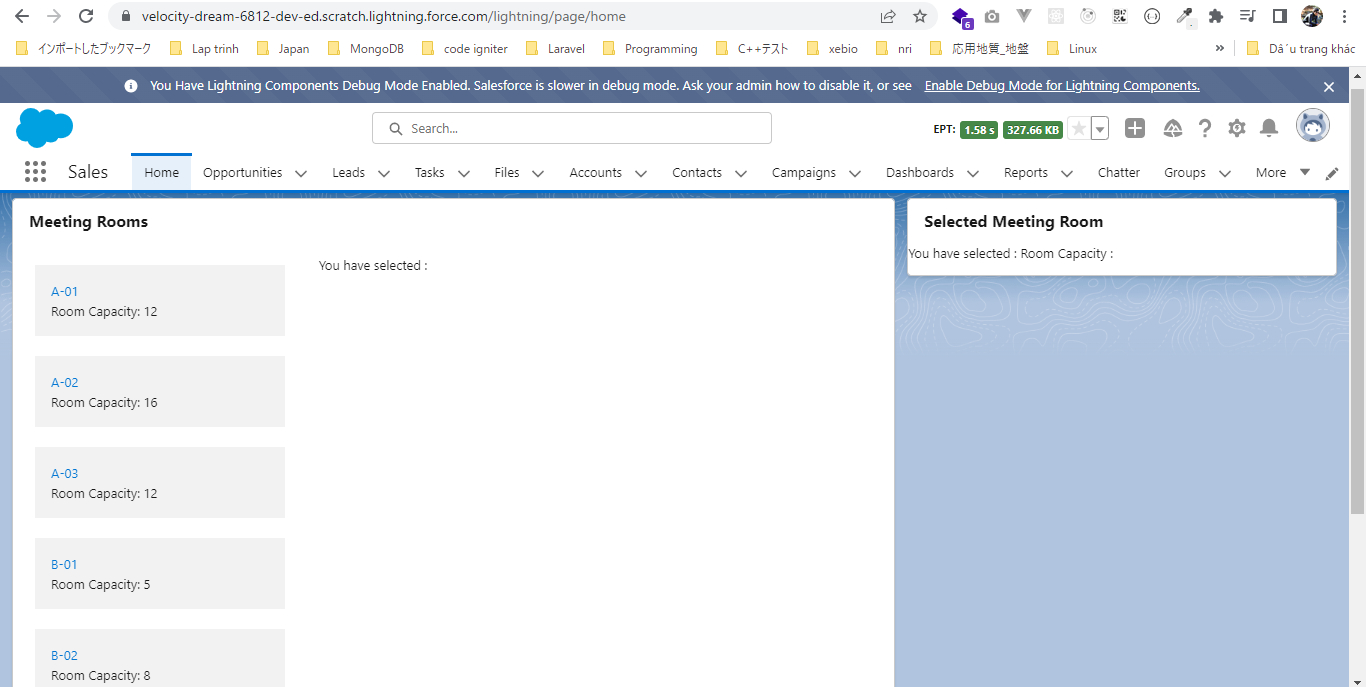 velocity-dream-6812-dev-ed.scratch.lightning.force.com/lightning/page/home
6
インポートしたブックマーク Lap trinh Japan MongoDB code igniter Laravel Programming C++テスト xebio nri 応用地質_地盤 Linux » Dấu trang khác
You Have Lightning Components Debug Mode Enabled. Salesforce is slower in debug mode. Ask your admin how to disable it, or see Enable Debug Mode for Lightning Components.
Search...
EPT: 1.58 s 327.66 KB
Sales Home Opportunities Leads Tasks Files Accounts Contacts Campaigns Dashboards Reports Chatter Groups More
Meeting Rooms
You have selected :
A-01
Room Capacity: 12
A-02
Room Capacity: 16
A-03
Room Capacity: 12
B-01
Room Capacity: 5
B-02
Room Capacity: 8
Selected Meeting Room
You have selected : Room Capacity :